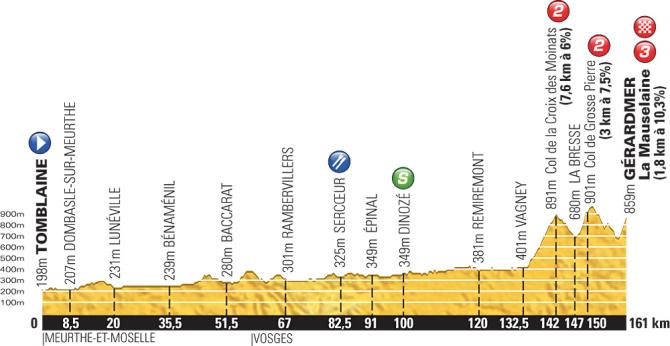 900m
800m
700m
600m
500m
400m
300m
200m
100m
198m TOMBLAINE
207m DOMBASLE-SUR-MEURTHE
231m LUNÉVILLE
239m BÉNAMÉNIL
280m BACCARAT
301m RAMBERVILLERS
325m SERCŒUR
349m ÉPINAL
S
349m DINOZÉ
381m REMIREMONT
401m VAGNEY
2
891m Col de la Croix des Moinats
(7,6 km à 6%)
680m LA BRESSE
2
901m Col de Grosse Pierre
(3 km à 7,5%)
3
859m GÉRARDMER
La Mauselaine
(1.8 km à 10,3%)
0 8,5 20 35,5 51,5 67 82,5 91 100 120 132,5 142 147 150 161 km
MEURTHE-ET-MOSELLE VOSGES